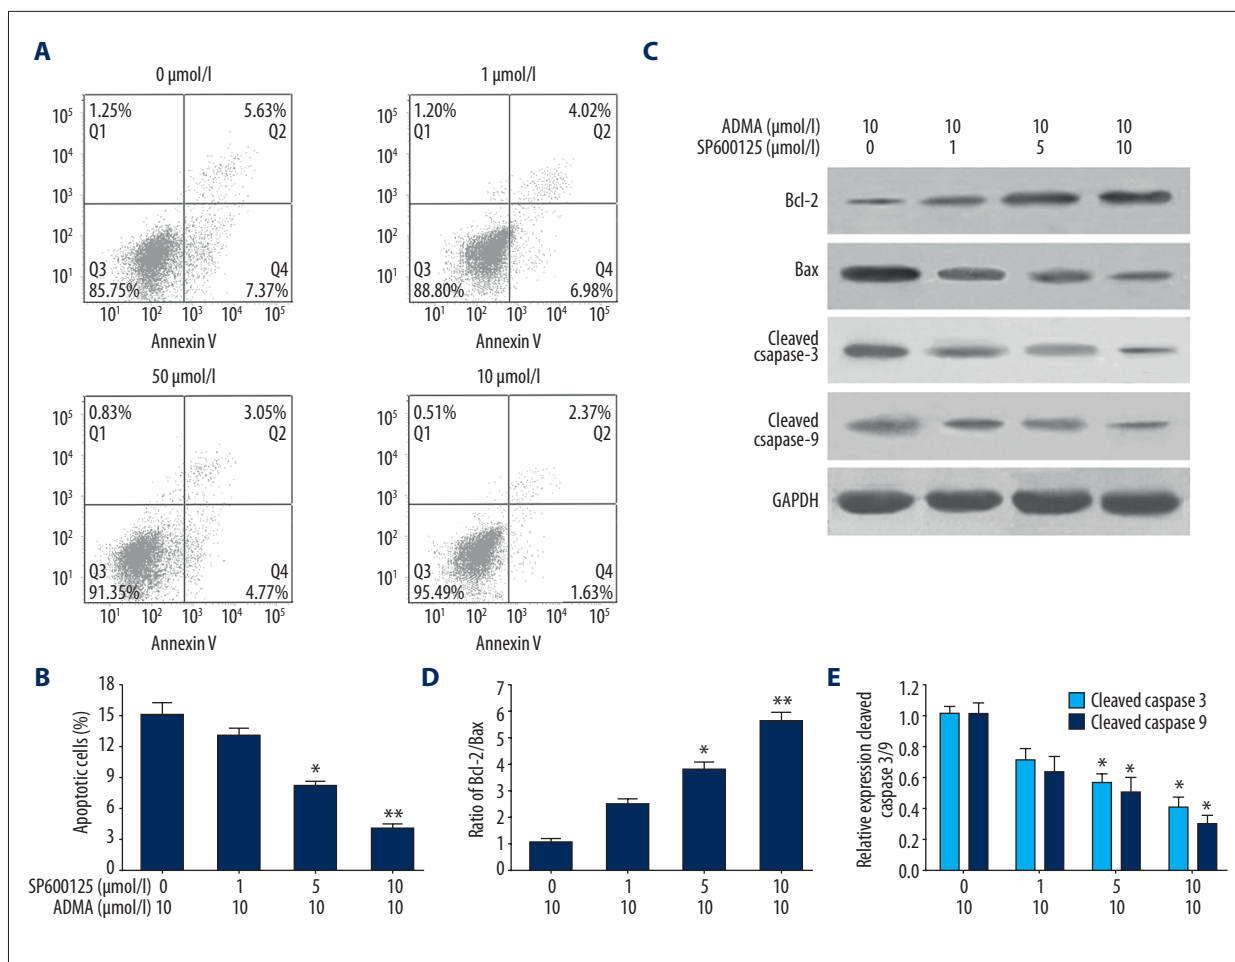 A
0 µmol/l
10⁵
10⁴
10³
10²
10¹
1.25%
Q1
5.63%
Q2
Q3
85.75%
Q4
7.37%
10¹ 10² 10³ 10⁴ 10⁵
Annexin V
1 µmol/l
10⁵
10⁴
10³
10²
10¹
1.20%
Q1
4.02%
Q2
Q3
88.80%
Q4
6.98%
10¹ 10² 10³ 10⁴ 10⁵
Annexin V
50 µmol/l
10⁵
10⁴
10³
10²
10¹
0.83%
Q1
3.05%
Q2
Q3
91.35%
Q4
4.77%
10¹ 10² 10³ 10⁴ 10⁵
Annexin V
10 µmol/l
10⁵
10⁴
10³
10²
10¹
0.51%
Q1
2.37%
Q2
Q3
95.49%
Q4
1.63%
10¹ 10² 10³ 10⁴ 10⁵
Annexin V
C
ADMA (µmol/l) 10 10 10 10
SP600125 (µmol/l) 0 1 5 10
Bcl-2
Bax
Cleaved
csapase-3
Cleaved
csapase-9
GAPDH
B
Apoptotic cells (%)
18
15
12
9
6
3
0
*
**
SP600125 (µmol/l) 0 1 5 10
ADMA (µmol/l) 10 10 10 10
D
Ratio of Bcl-2/Bax
7
6
5
4
3
2
1
0
*
**
0 1 5 10
10 10 10 10
E
Relative expression cleaved
caspase 3/9
1.2
1.0
0.8
0.6
0.4
0.2
0.0
Cleaved caspase 3
Cleaved caspase 9
* *
* *
0 1 5 10
10 10 10 10